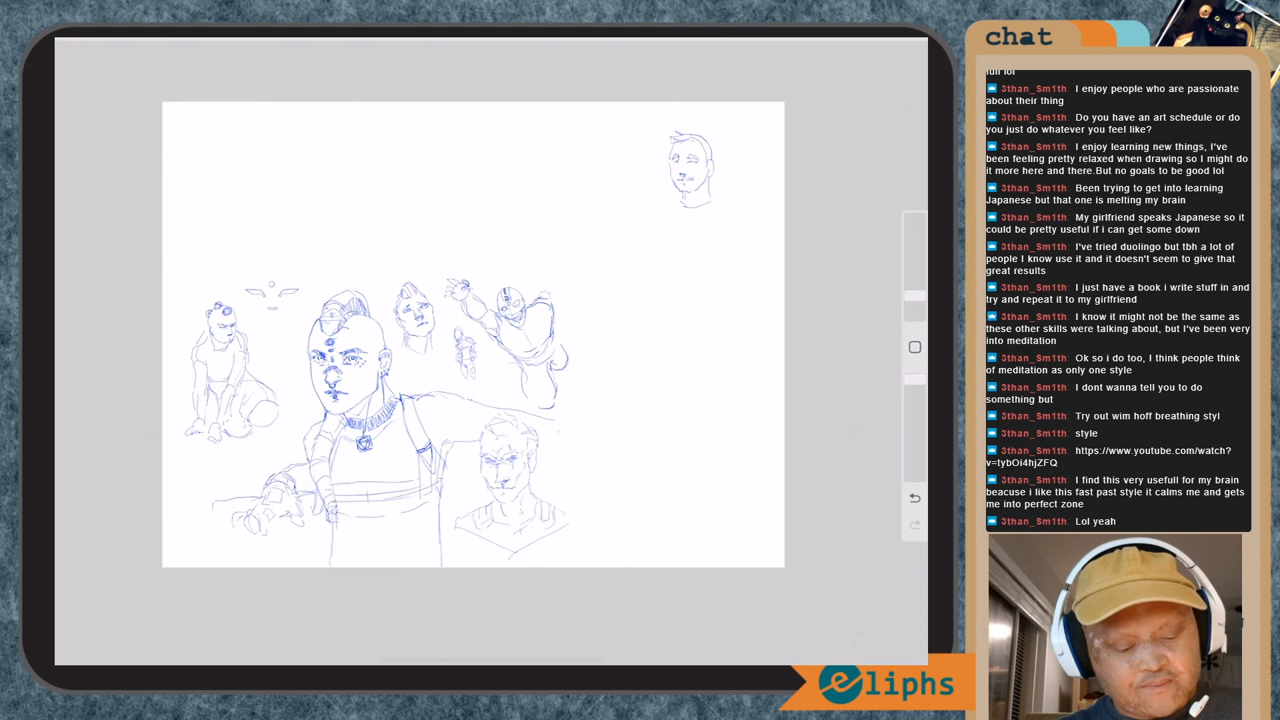 chat
full lol
3than_Sm1th: I enjoy people who are passionate
about their thing
3than_Sm1th: Do you have an art schedule or do
you just do whatever you feel like?
3than_Sm1th: I enjoy learning new things, I've
been feeling pretty relaxed when drawing so I might do
it more here and there.But no goals to be good lol
3than_Sm1th: Been trying to get into learning
Japanese but that one is melting my brain
3than_Sm1th: My girlfriend speaks Japanese so it
could be pretty useful if i can get some down
3than_Sm1th: I've tried duolingo but tbh a lot of
people I know use it and it doesn't seem to give that
great results
3than_Sm1th: I just have a book i write stuff in and
try and repeat it to my girlfriend
3than_Sm1th: I know it might not be the same as
these other skills were talking about, but I've been very
into meditation
3than_Sm1th: Ok so i do too, I think people think
of meditation as only one style
3than_Sm1th: I dont wanna tell you to do
something but
3than_Sm1th: Try out wim hoff breathing styl
3than_Sm1th: style
3than_Sm1th: https://www.youtube.com/watch?
v=tybOi4hjZFQ
3than_Sm1th: I find this very usefull for my brain
beacuse i like this fast past style it calms me and gets
me into perfect zone
3than_Sm1th: Lol yeah
eliphs